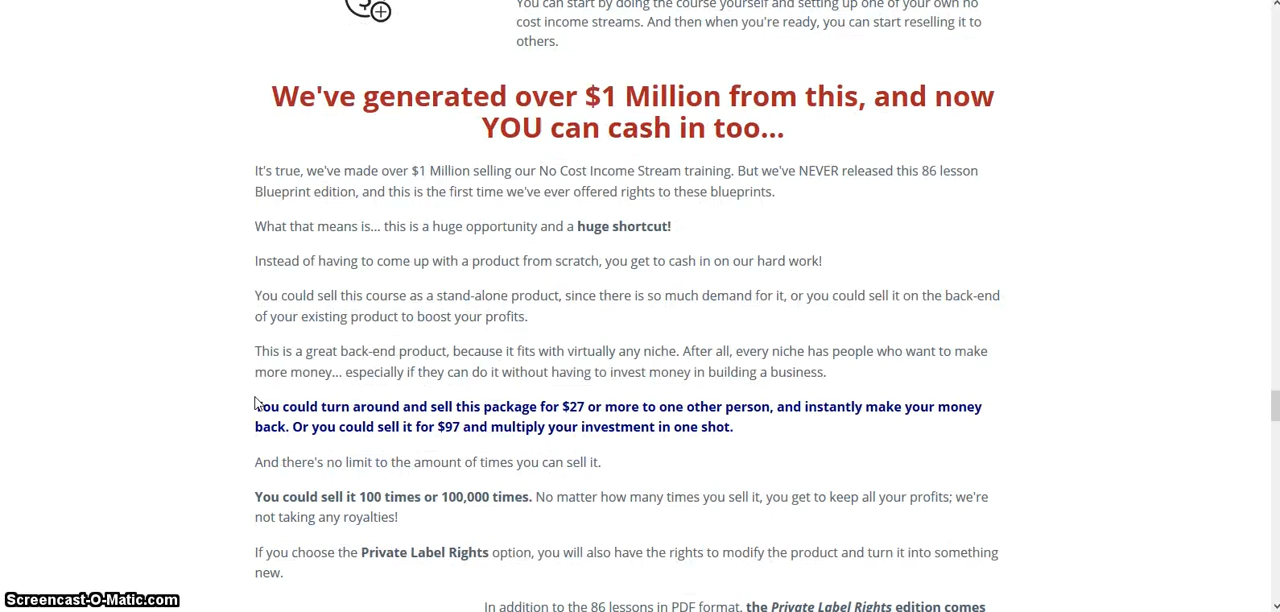 You can start by doing the course yourself and setting up one of your own no
cost income streams. And then when you're ready, you can start reselling it to
others.
We've generated over $1 Million from this, and now
YOU can cash in too...
It's true, we've made over $1 Million selling our No Cost Income Stream training. But we've NEVER released this 86 lesson
Blueprint edition, and this is the first time we've ever offered rights to these blueprints.
What that means is... this is a huge opportunity and a huge shortcut!
Instead of having to come up with a product from scratch, you get to cash in on our hard work!
You could sell this course as a stand-alone product, since there is so much demand for it, or you could sell it on the back-end
of your existing product to boost your profits.
This is a great back-end product, because it fits with virtually any niche. After all, every niche has people who want to make
more money... especially if they can do it without having to invest money in building a business.
You could turn around and sell this package for $27 or more to one other person, and instantly make your money
back. Or you could sell it for $97 and multiply your investment in one shot.
And there's no limit to the amount of times you can sell it.
You could sell it 100 times or 100,000 times. No matter how many times you sell it, you get to keep all your profits; we're
not taking any royalties!
If you choose the Private Label Rights option, you will also have the rights to modify the product and turn it into something
new.
In addition to the 86 lessons in PDF format, the Private Label Rights edition comes
Screencast-O-Matic.com